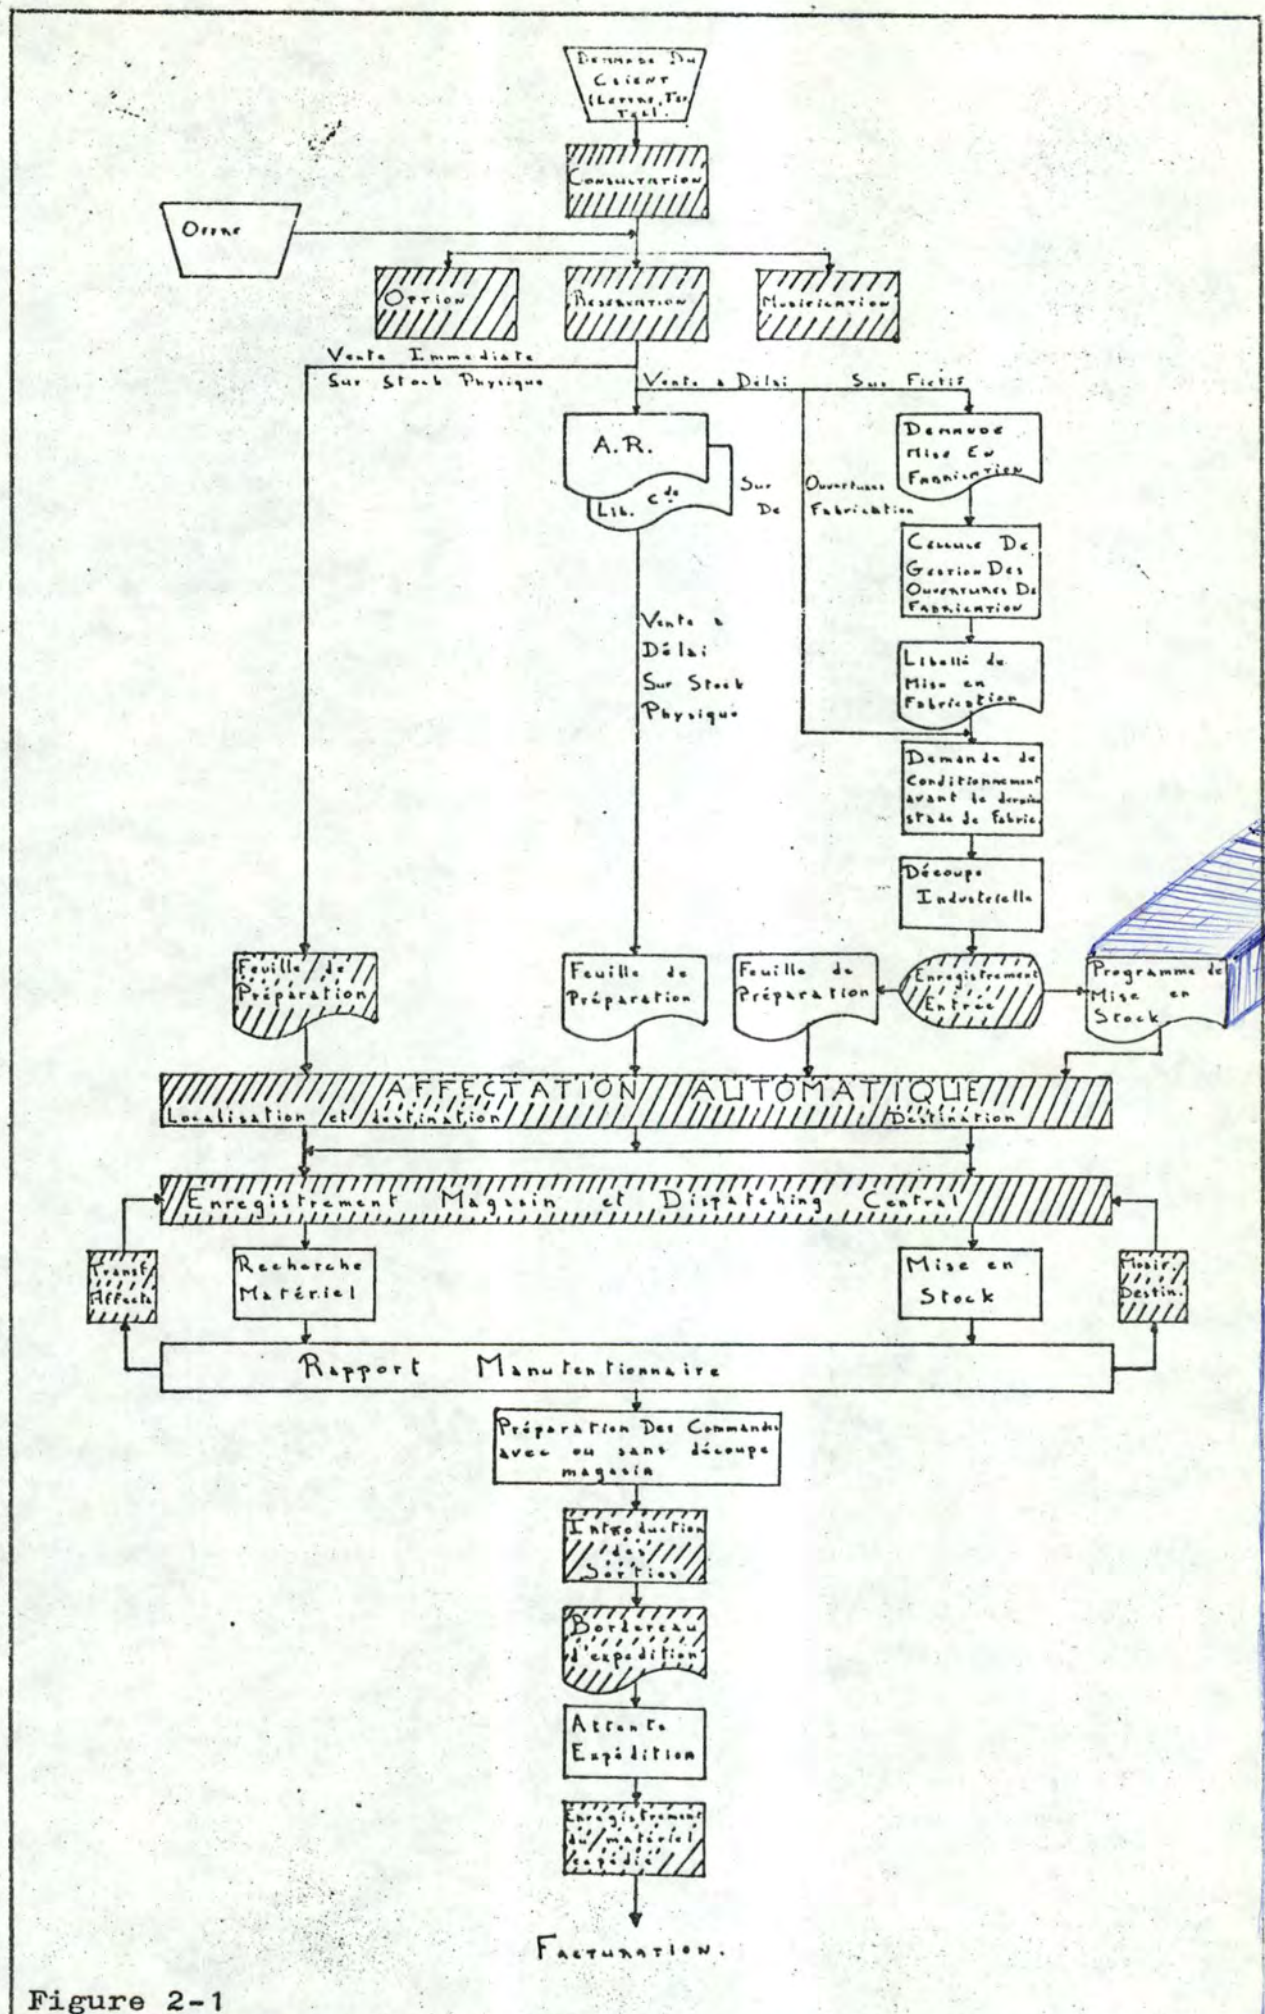 Demande Du
Client
(Lettre, Tex
Tel).
Consultation
Offre
Option
Réservation
Modification
Vente Immediate
Sur Stock Physique
Vente à Délai Sur Fictif
A.R.
Lib. Cde
Sur Ouvertures
De Fabrication
Demande
Mise En
Fabrication
Cellule De
Gestion Des
Ouvertures De
Fabrication
Vente à
Délai
Sur Stock
Physique
Libellé de
Mise en
Fabrication
Demande de
Conditionnement
avant le dernier
stade de Fabric.
Découpe
Industrielle
Feuille de
Préparation
Feuille de
Préparation
Feuille de
Préparation
Enregistrement
Entrée
Programme de
Mise en
Stock
AFFECTATION AUTOMATIQUE
Localisation et destination Destination
Enregistrement Magasin et Dispatching Central
Transf.
Affecta
Recherche
Matériel
Mise en
Stock
Modif.
Destin.
Rapport Manutentionnaire
Préparation Des Commandes
avec ou sans découpe
magasin
Introduction
des
Sorties
Bordereau
d'expedition
Attente
Expédition
Enregistrement
du matériel
expédié
Facturation.
Figure 2-1